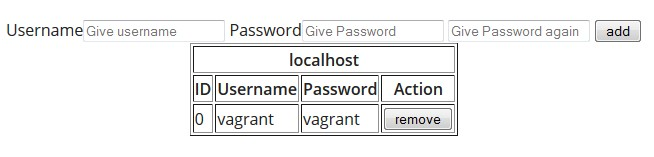 Username Give username Password Give Password Give Password again add
localhost
ID Username Password Action
0 vagrant vagrant remove